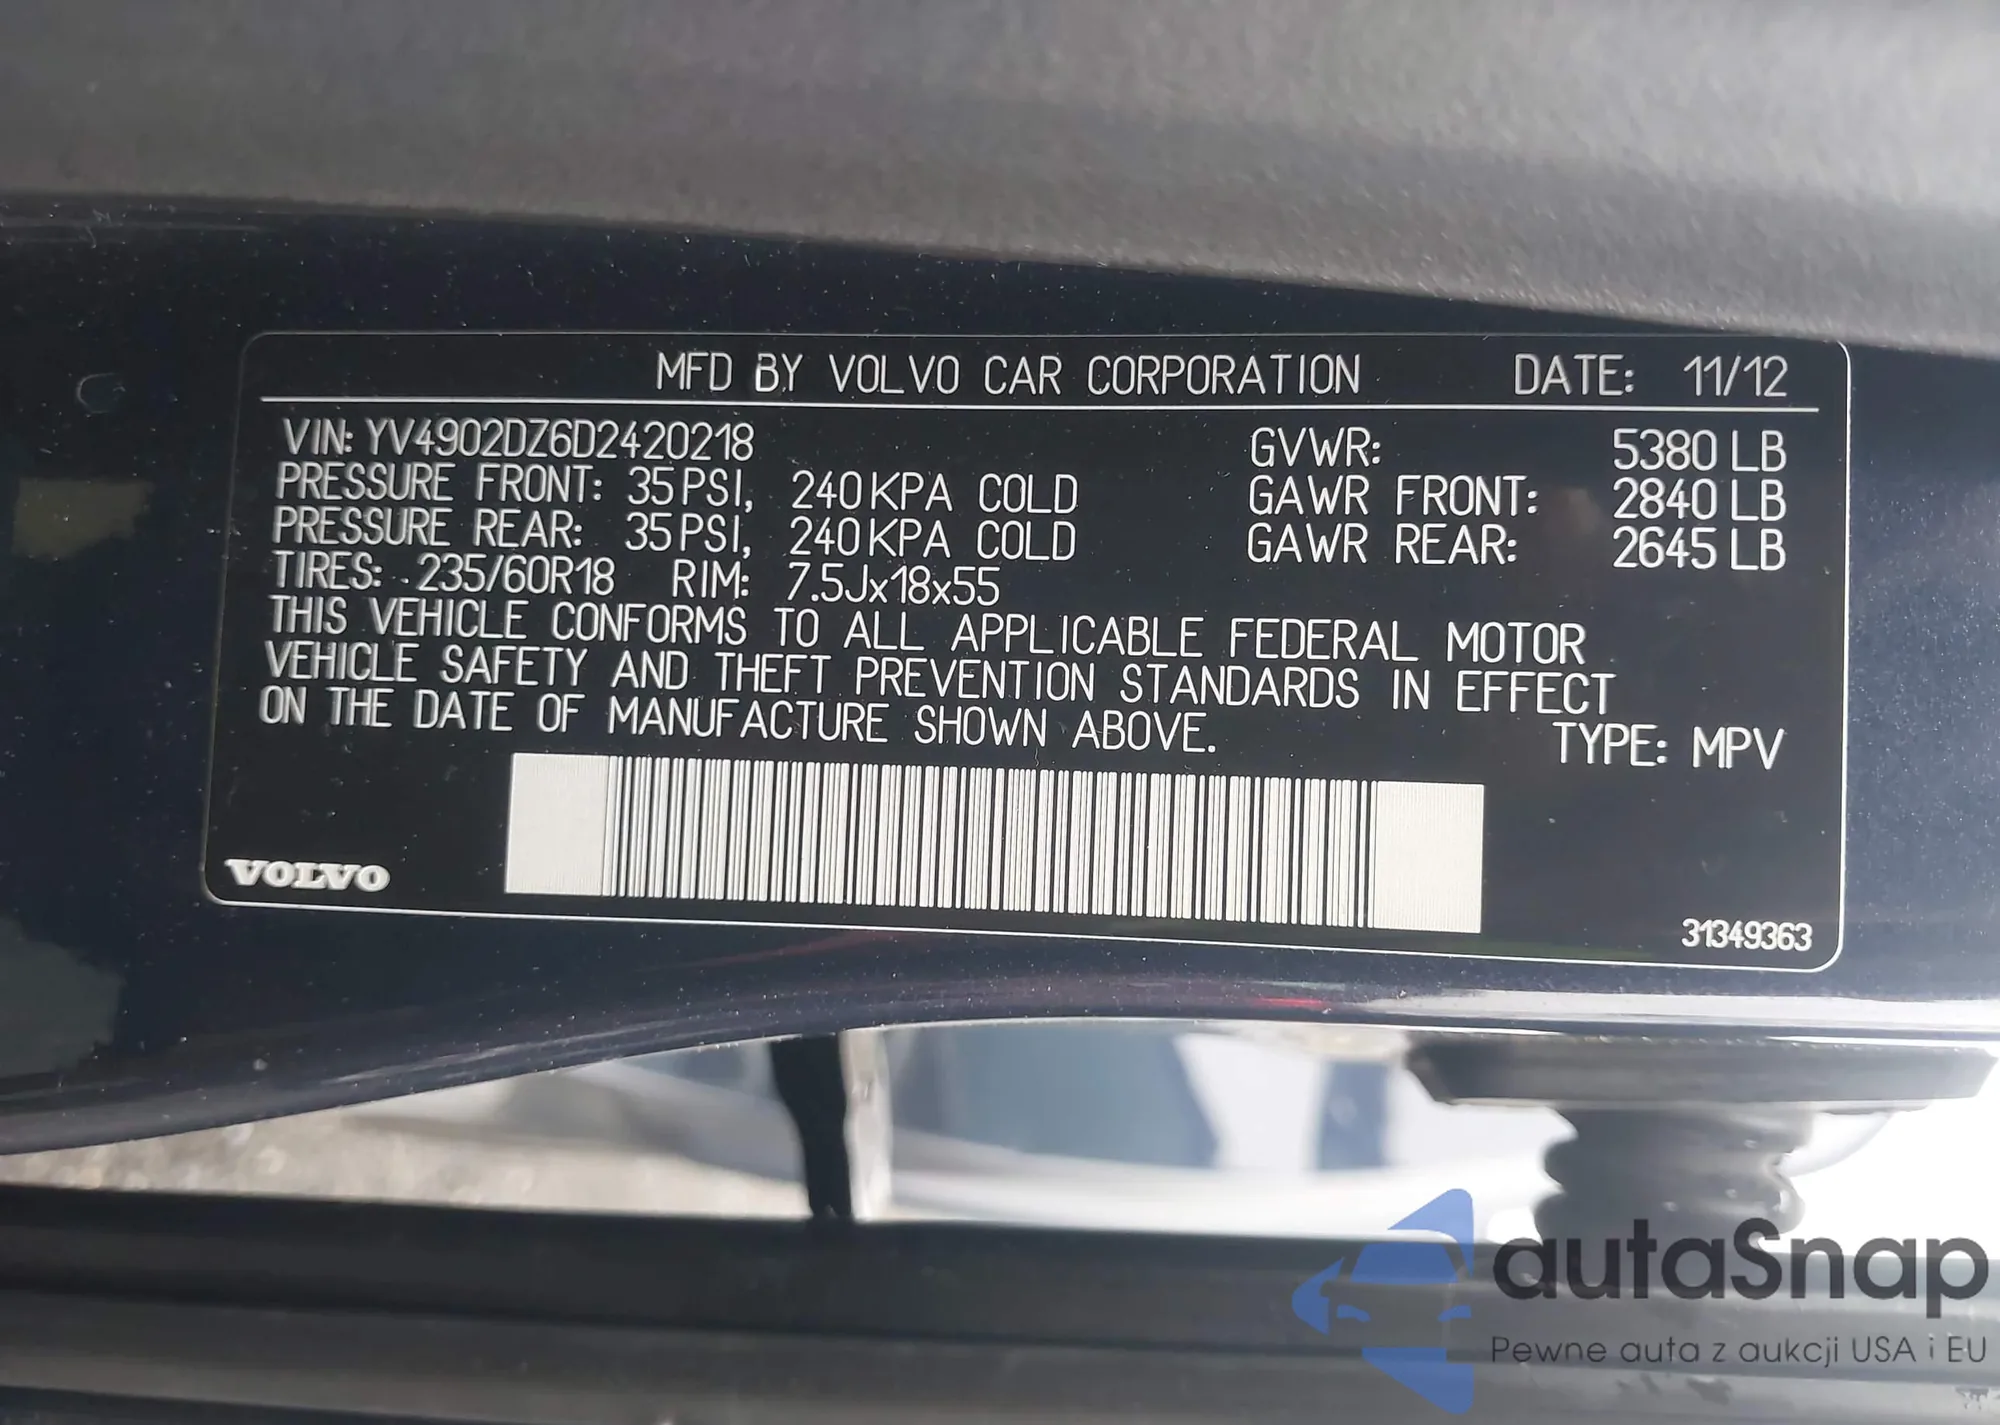 MFD BY VOLVO CAR CORPORATION DATE: 11/12
VIN: YV4902DZ6D2420218 GVWR: 5380 LB
PRESSURE FRONT: 35 PSI, 240 KPA COLD GAWR FRONT: 2840 LB
PRESSURE REAR: 35 PSI, 240 KPA COLD GAWR REAR: 2645 LB
TIRES: 235/60R18 RIM: 7.5Jx18x55
THIS VEHICLE CONFORMS TO ALL APPLICABLE FEDERAL MOTOR
VEHICLE SAFETY AND THEFT PREVENTION STANDARDS IN EFFECT
ON THE DATE OF MANUFACTURE SHOWN ABOVE.
TYPE: MPV
VOLVO
31349363
autaSnap
Pewne auta z aukcji USA i EU